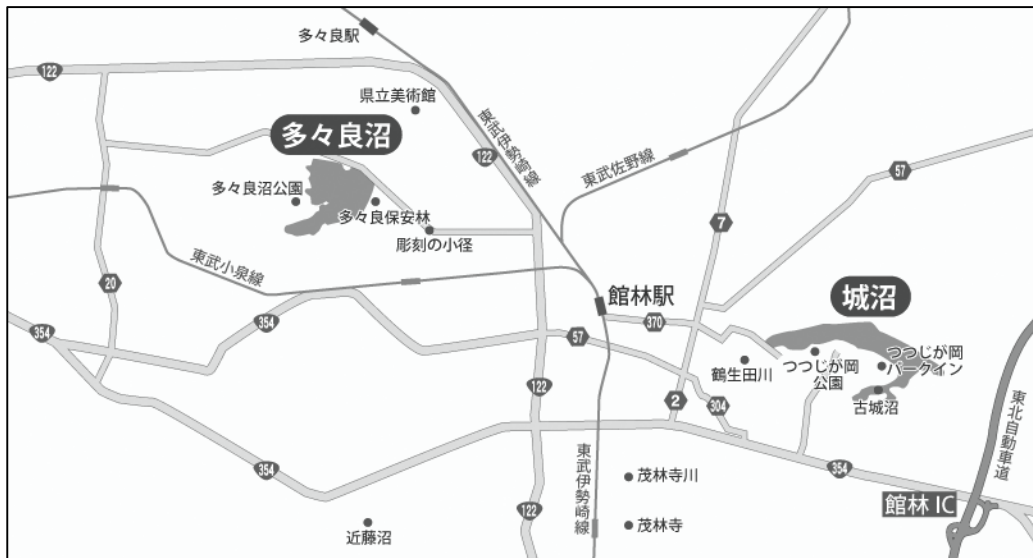 多々良駅
122
県立美術館
東武伊勢崎線
多々良沼
122
東武佐野線
57
多々良沼公園
多々良保安林
7
彫刻の小径
東武小泉線
20
館林駅
城沼
354
354
57
370
つつじが岡
パークイン
鶴生田川
つつじが岡
公園
122
2
304
古城沼
東北自動車道
354
東武伊勢崎線
茂林寺川
354
館林 IC
122
近藤沼
茂林寺